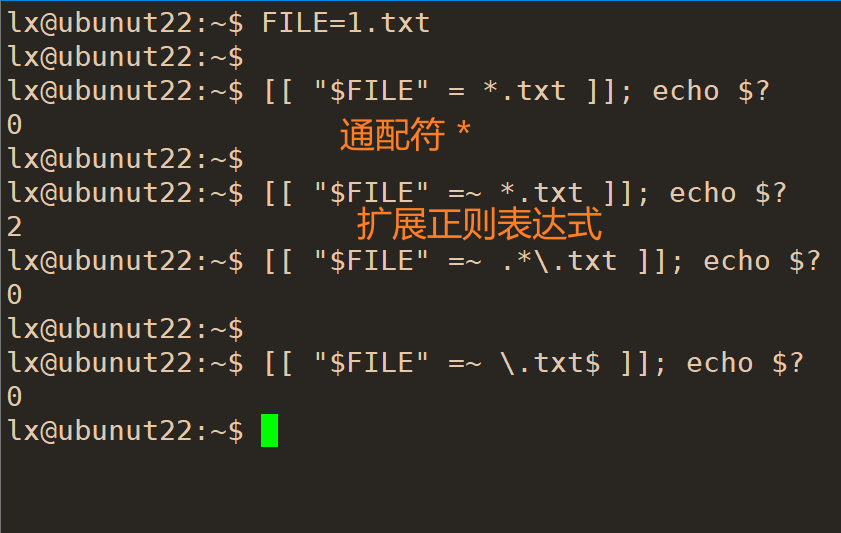 lx@ubunut22:~$ FILE=1.txt
lx@ubunut22:~$
lx@ubunut22:~$ [[ "$FILE" = *.txt ]]; echo $?
0
通配符 *
lx@ubunut22:~$
lx@ubunut22:~$ [[ "$FILE" =~ *.txt ]]; echo $?
2
扩展正则表达式
lx@ubunut22:~$ [[ "$FILE" =~ .*\.txt ]]; echo $?
0
lx@ubunut22:~$
lx@ubunut22:~$ [[ "$FILE" =~ \.txt$ ]]; echo $?
0
lx@ubunut22:~$